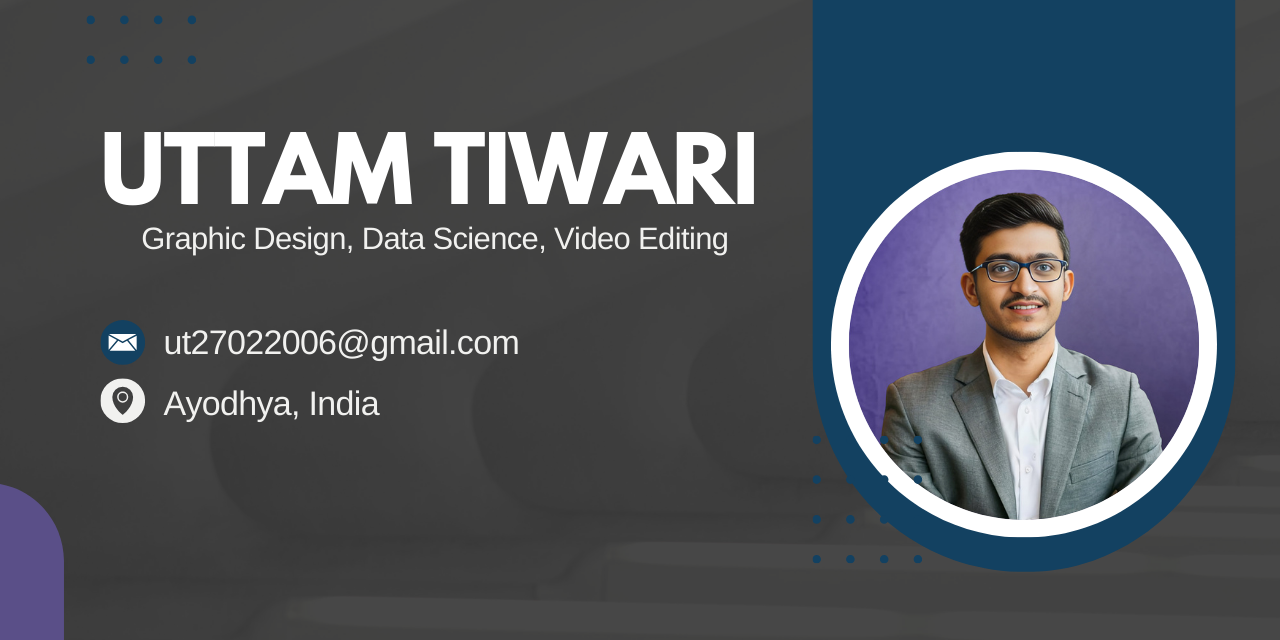 UTTAM TIWARI
Graphic Design, Data Science, Video Editing
ut27022006@gmail.com
Ayodhya, India